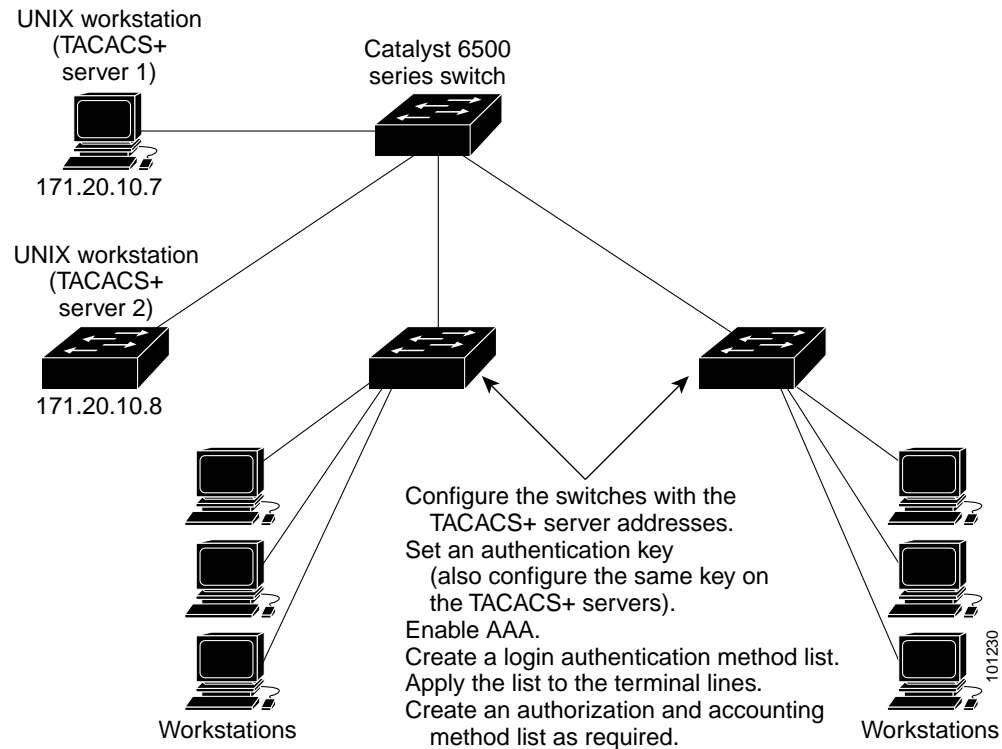 UNIX workstation
(TACACS+
server 1)
Catalyst 6500
series switch
171.20.10.7
UNIX workstation
(TACACS+
server 2)
171.20.10.8
Configure the switches with the
TACACS+ server addresses.
Set an authentication key
(also configure the same key on
the TACACS+ servers).
Enable AAA.
Create a login authentication method list.
Apply the list to the terminal lines.
Create an authorization and accounting
method list as required.
Workstations
Workstations
101230